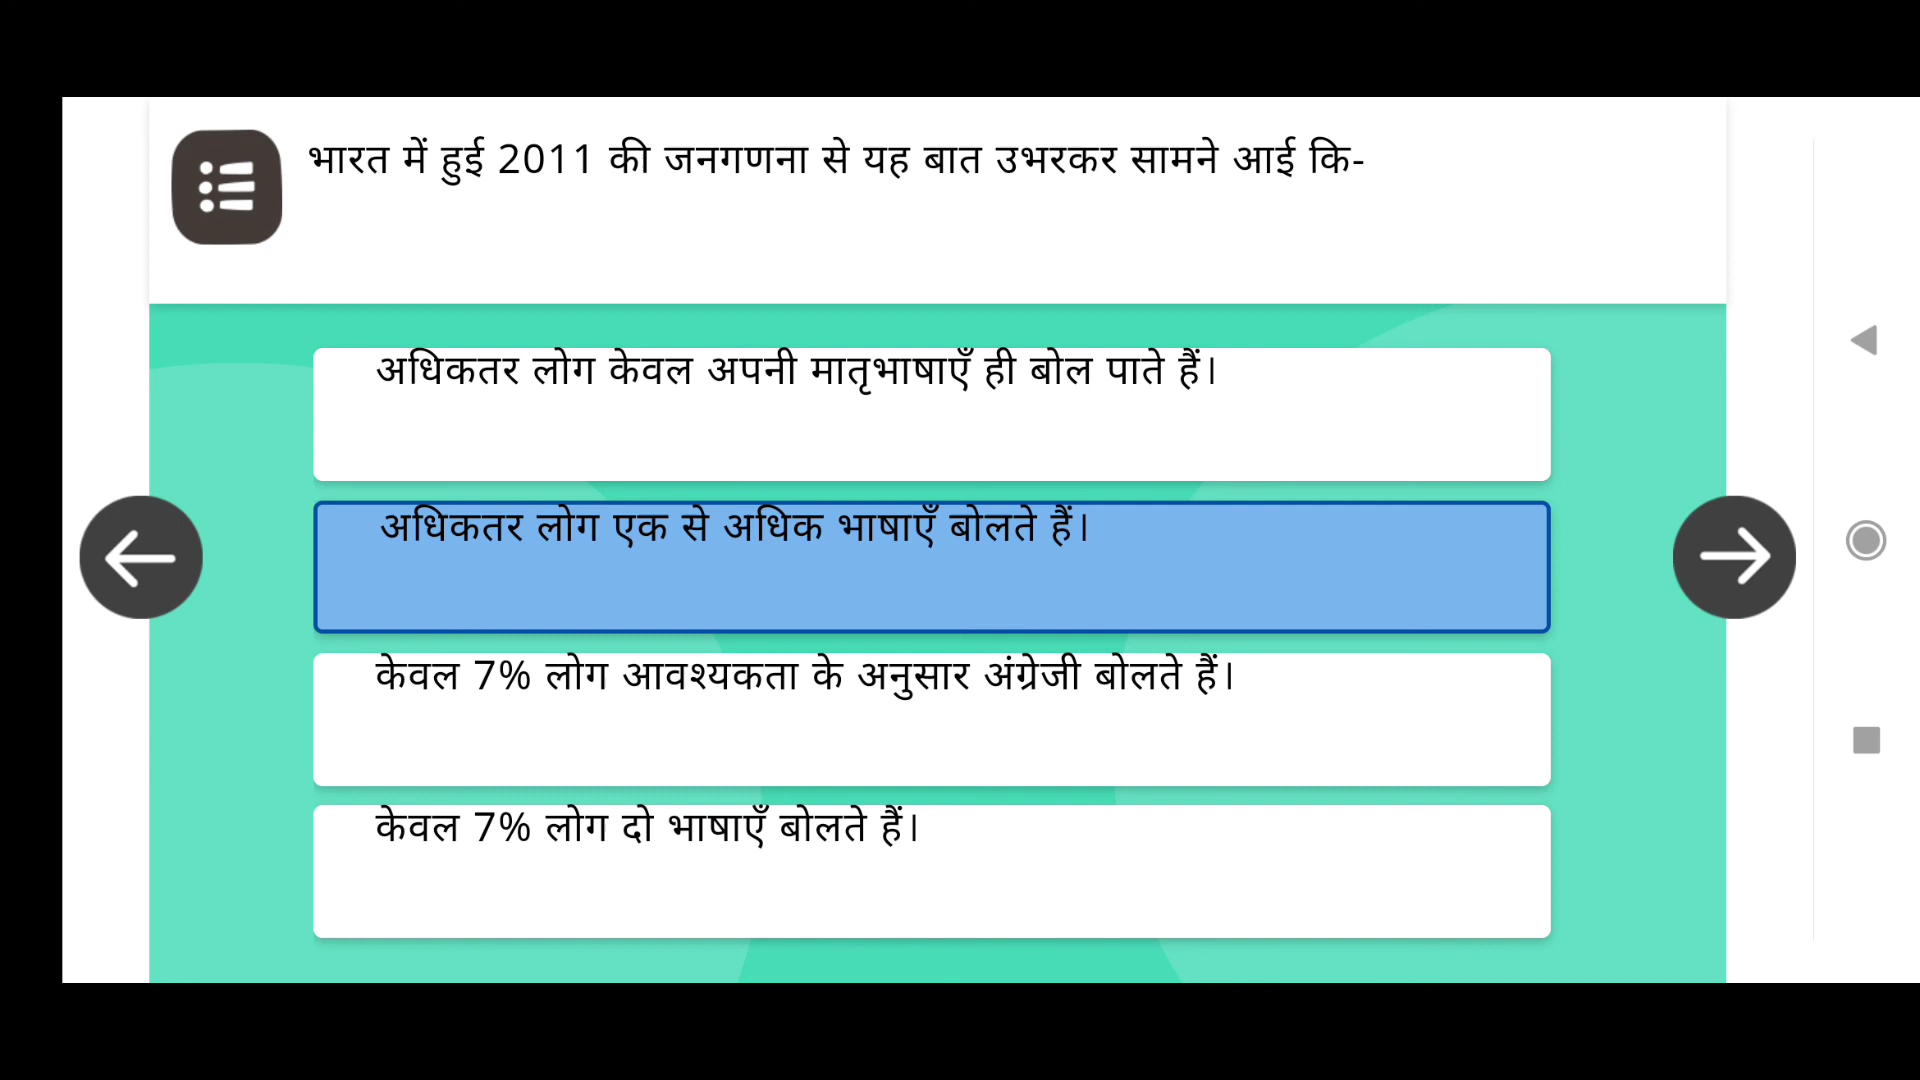 भारत में हुई 2011 की जनगणना से यह बात उभरकर सामने आई कि-
अधिकतर लोग केवल अपनी मातृभाषाएँ ही बोल पाते हैं।
अधिकतर लोग एक से अधिक भाषाएँ बोलते हैं।
केवल 7% लोग आवश्यकता के अनुसार अंग्रेजी बोलते हैं।
केवल 7% लोग दो भाषाएँ बोलते हैं।